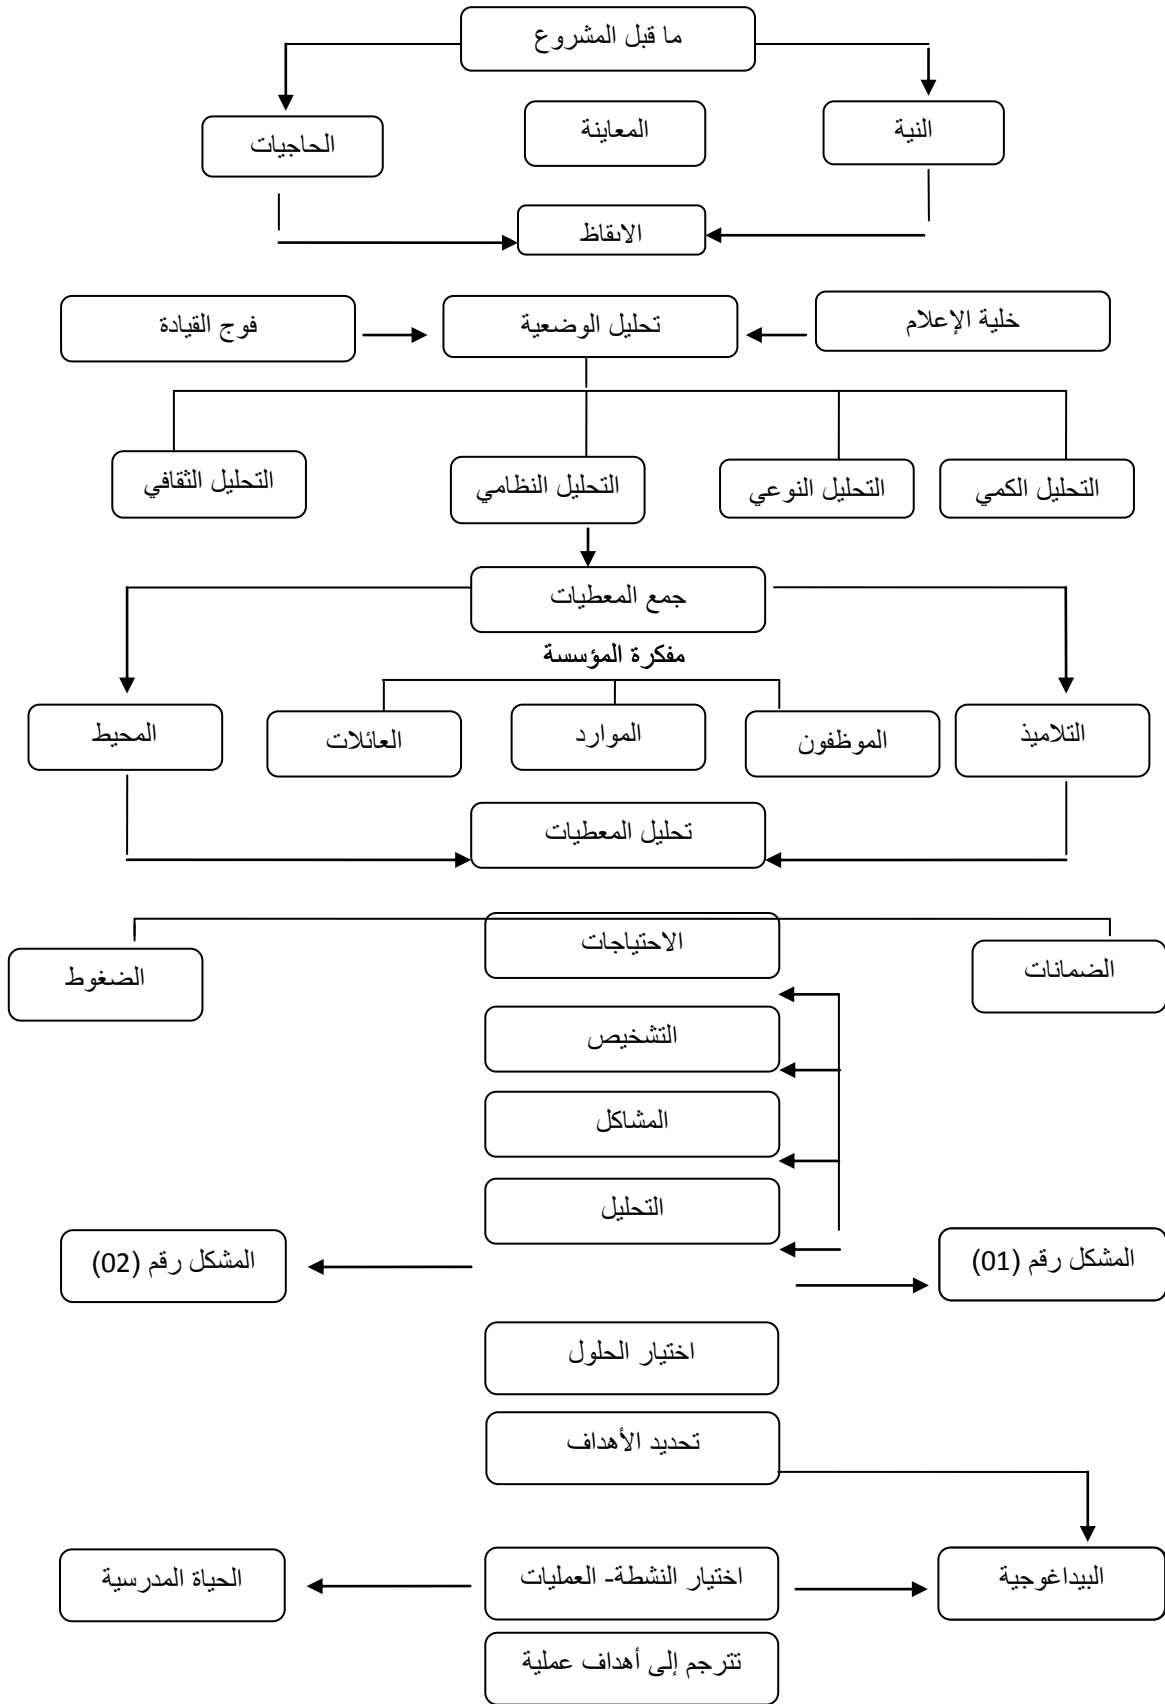 ما قبل المشروع
النية
المعاينة
الحاجيات
الايقاظ
خلية الإعلام
تحليل الوضعية
فوج القيادة
التحليل الكمي
التحليل النوعي
التحليل النظامي
التحليل الثقافي
جمع المعطيات
مفكرة المؤسسة
التلاميذ
الموظفون
الموارد
العائلات
المحيط
تحليل المعطيات
الضمانات
الاحتياجات
الضغوط
التشخيص
المشاكل
التحليل
المشكل رقم (01)
المشكل رقم (02)
اختيار الحلول
تحديد الأهداف
البيداغوجية
اختيار النشطة- العمليات
الحياة المدرسية
تترجم إلى أهداف عملية